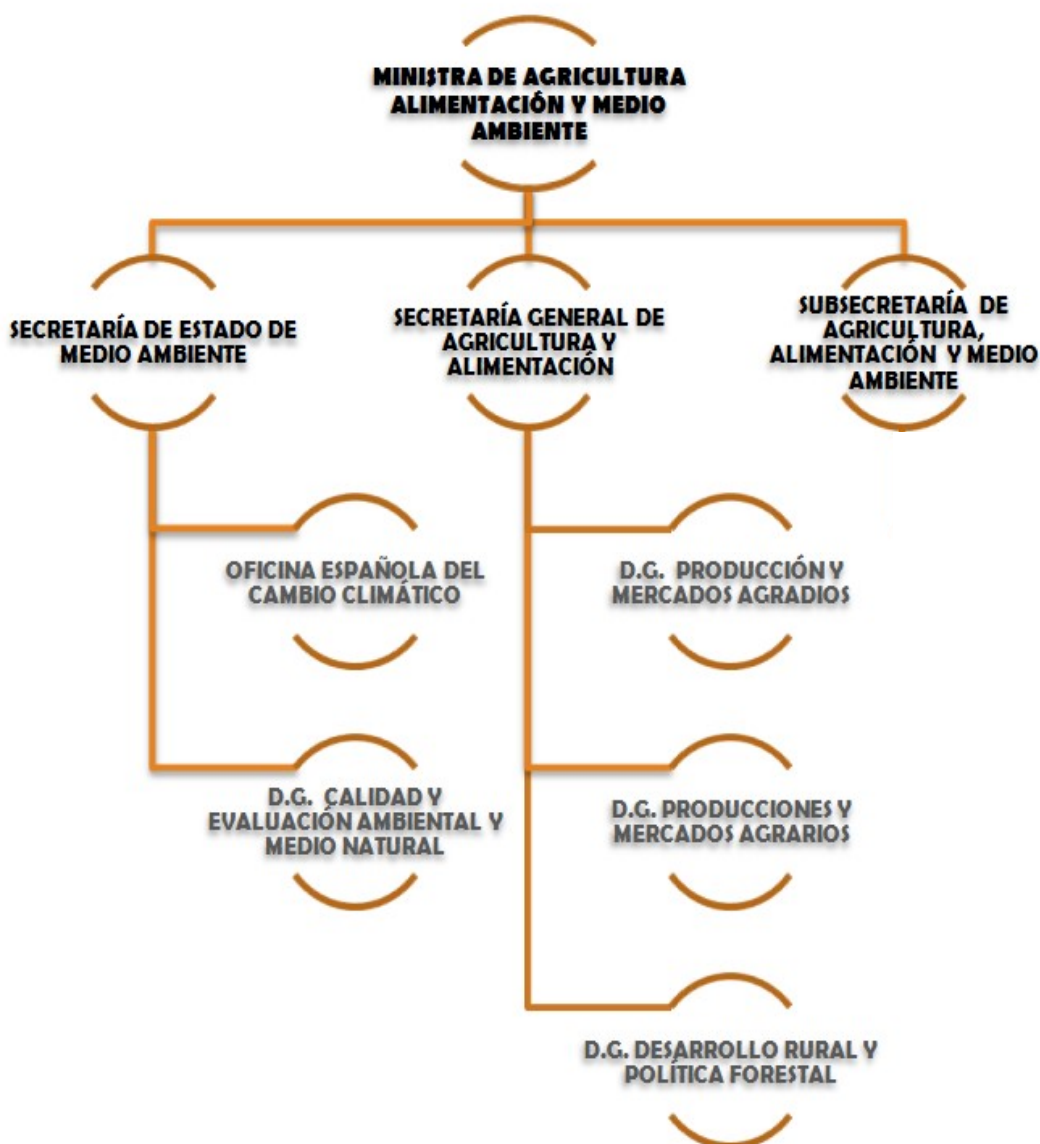 MINISTRA DE AGRICULTURA
ALIMENTACIÓN Y MEDIO
AMBIENTE
SECRETARÍA DE ESTADO DE
MEDIO AMBIENTE
SECRETARÍA GENERAL DE
AGRICULTURA Y
ALIMENTACIÓN
SUBSECRETARÍA DE
AGRICULTURA,
ALIMENTACIÓN Y MEDIO
AMBIENTE
OFICINA ESPAÑOLA DEL
CAMBIO CLIMÁTICO
D.G. PRODUCCIÓN Y
MERCADOS AGRADIOS
D.G. CALIDAD Y
EVALUACIÓN AMBIENTAL Y
MEDIO NATURAL
D.G. PRODUCCIONES Y
MERCADOS AGRARIOS
D.G. DESARROLLO RURAL Y
POLÍTICA FORESTAL